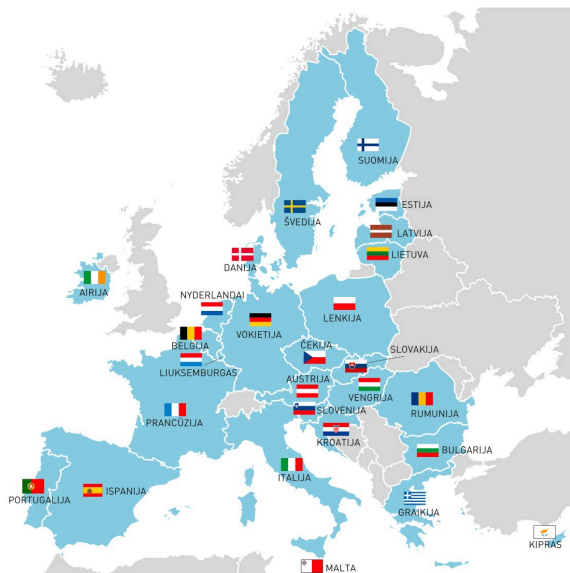 SUOMIJA
ESTIJA
ŠVEDIJA
LATVIJA
LIETUVA
DANIJA
AIRIJA
NYDERLANDAI
LENKIJA
VOKIETIJA
BELGIJA
ČEKIJA
SLOVAKIJA
LIUKSEMBURGAS
AUSTRIJA
VENGRIJA
SLOVĖNIJA
RUMUNIJA
PRANCŪZIJA
KROATIJA
BULGARIJA
ITALIJA
ISPANIJA
PORTUGALIJA
GRAIKIJA
KIPRAS
MALTA